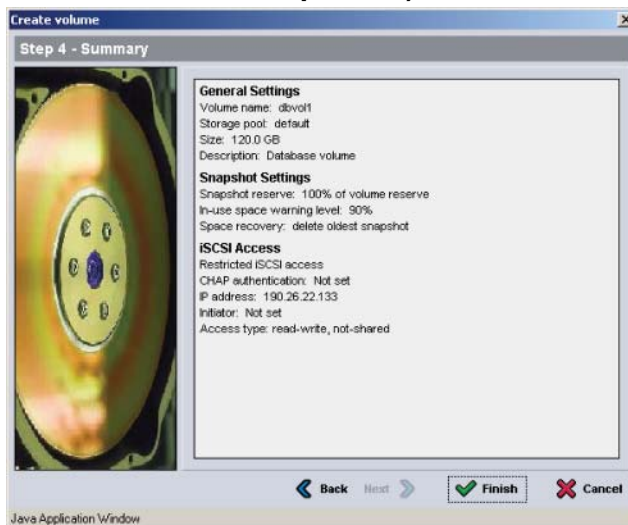 Create volume
Step 4 - Summary
General Settings
Volume name: dbvol1
Storage pool: default
Size: 120.0 GB
Description: Database volume
Snapshot Settings
Snapshot reserve: 100% of volume reserve
In-use space warning level: 90%
Space recovery: delete oldest snapshot
iSCSI Access
Restricted iSCSI access
CHAP authentication: Not set
IP address: 190.26.22.133
Initiator: Not set
Access type: read-write, not-shared
Back Next Finish Cancel
Java Application Window